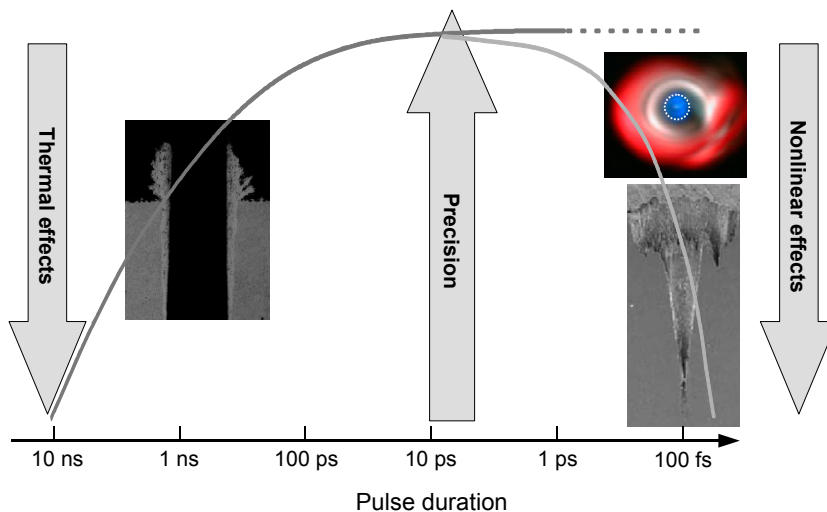 Thermal effects
Precision
Nonlinear effects
10 ns
1 ns
100 ps
10 ps
1 ps
100 fs
Pulse duration